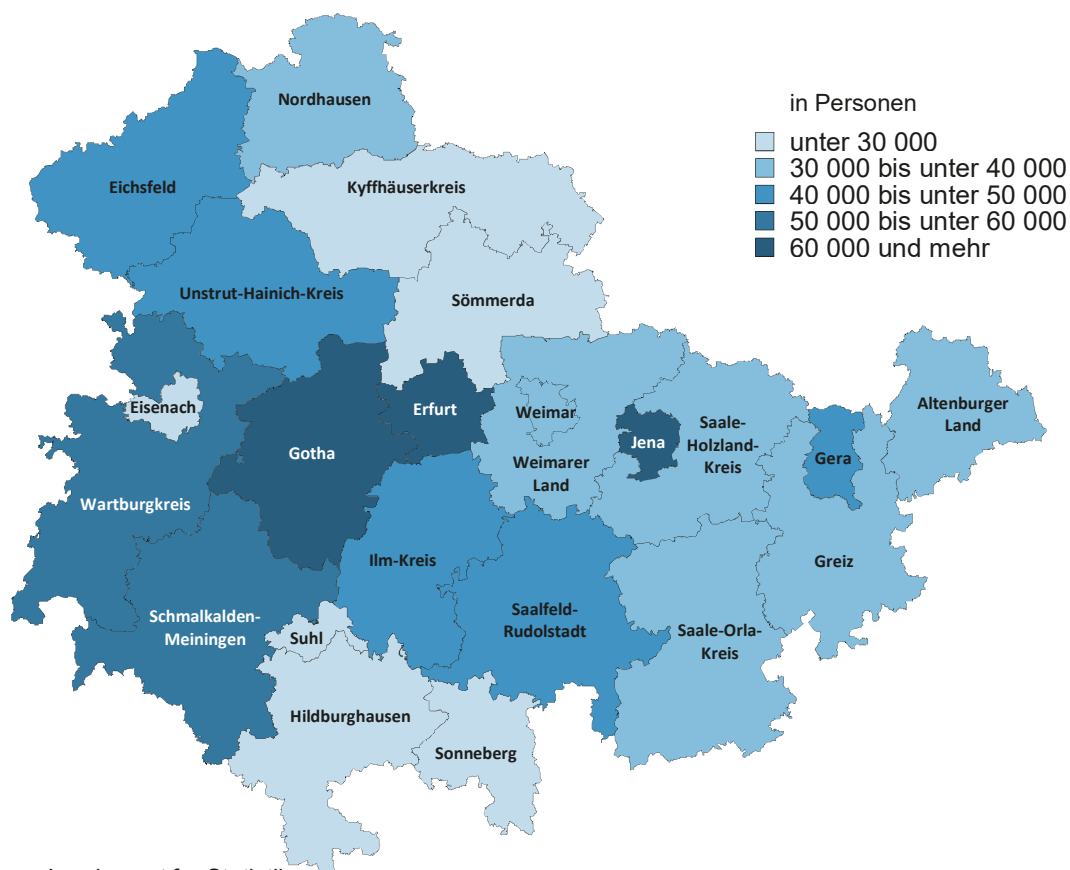 Nordhausen
in Personen
unter 30 000
30 000 bis unter 40 000
40 000 bis unter 50 000
50 000 bis unter 60 000
60 000 und mehr
Eichsfeld
Kyffhäuserkreis
Unstrut-Hainich-Kreis
Sömmerda
Eisenach
Erfurt
Weimar
Altenburger
Land
Gotha
Jena
Saale-
Holzland-
Kreis
Gera
Weimarer
Land
Wartburgkreis
Ilm-Kreis
Greiz
Schmalkalden-
Meiningen
Suhl
Saalfeld-
Rudolstadt
Saale-Orla-
Kreis
Hildburghausen
Sonneberg